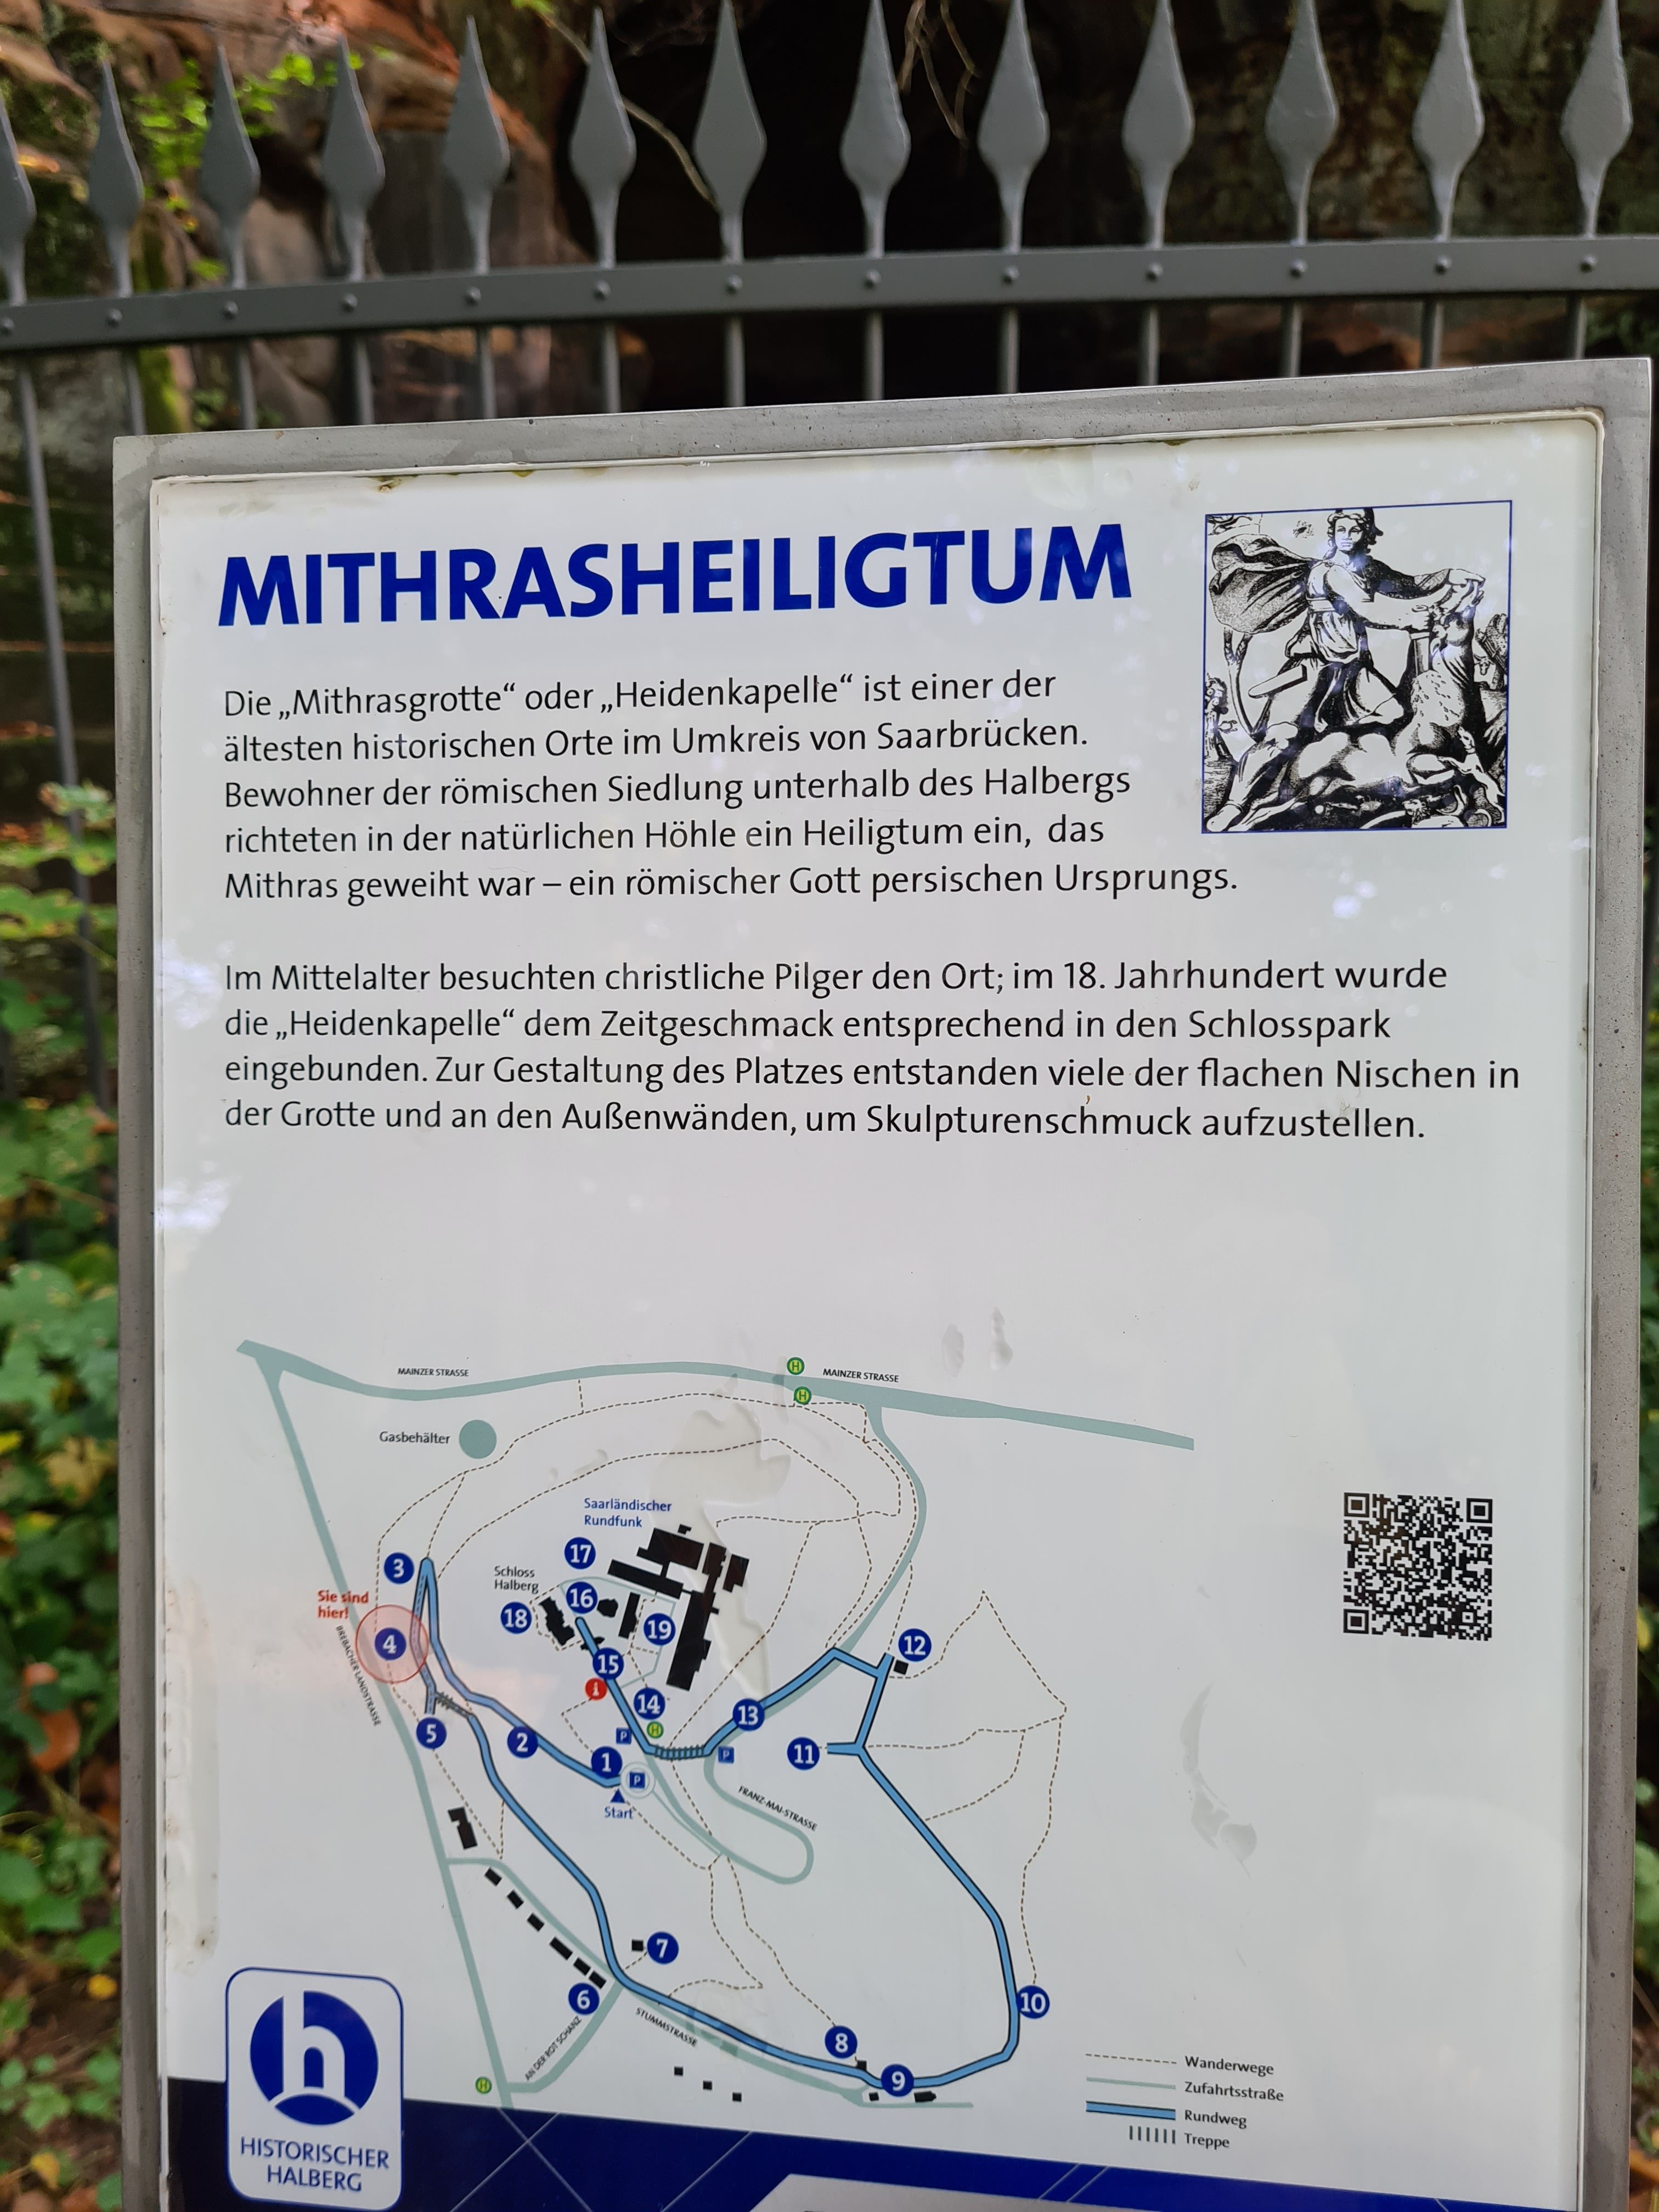 MITHRASHEILIGTUM
Die „Mithrasgrotte“ oder „Heidenkapelle“ ist einer der
ältesten historischen Orte im Umkreis von Saarbrücken.
Bewohner der römischen Siedlung unterhalb des Halbergs
richteten in der natürlichen Höhle ein Heiligtum ein, das
Mithras geweiht war – ein römischer Gott persischen Ursprungs.
Im Mittelalter besuchten christliche Pilger den Ort; im 18. Jahrhundert wurde
die „Heidenkapelle“ dem Zeitgeschmack entsprechend in den Schlosspark
eingebunden. Zur Gestaltung des Platzes entstanden viele der flachen Nischen in
der Grotte und an den Außenwänden, um Skulpturenschmuck aufzustellen.
MAINZER STRASSE
H
MAINZER STRASSE
H
Gasbehälter
Saarländischer
Rundfunk
17
3
Schloss
Halberg
16
Sie sind
hier!
18
19
4
12
BREBACHER LANDSTRASSE
15
i
14
13
5
2
P
H
1
P
11
P
Start
FRANZ-MAI-STRASSE
7
6
10
STUMMSTRASSE
AN DER ROT SCHANZ
8
9
H
Wanderwege
Zufahrtsstraße
Rundweg
Treppe
h
HISTORISCHER
HALBERG